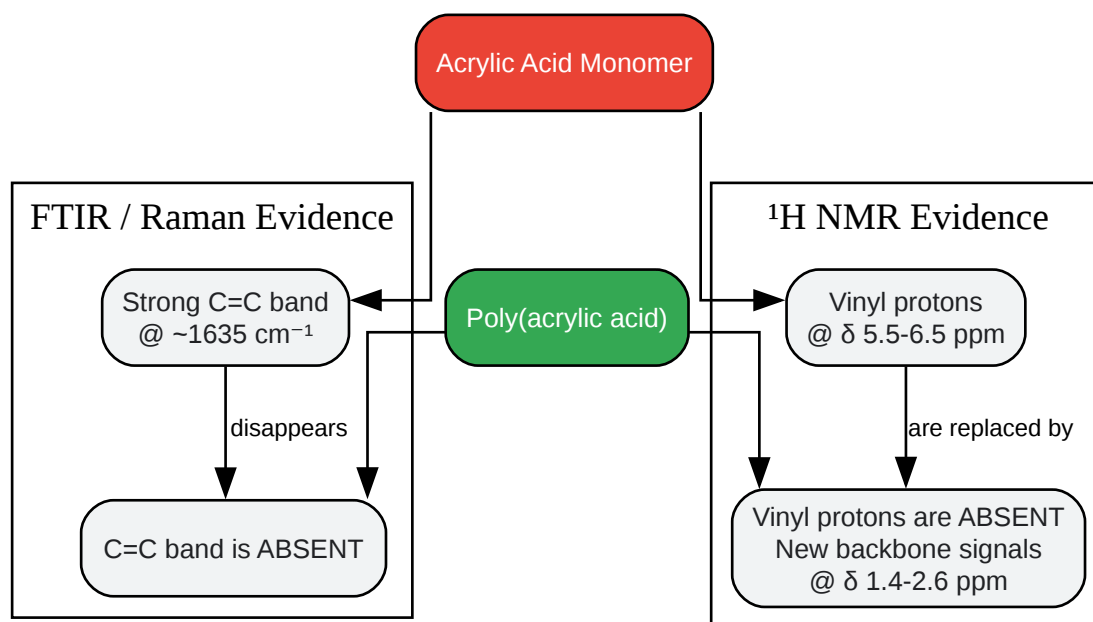 Acrylic Acid Monomer
FTIR / Raman Evidence
¹H NMR Evidence
Strong C=C band
@ ~1635 cm⁻¹
Poly(acrylic acid)
Vinyl protons
@ δ 5.5-6.5 ppm
disappears
are replaced by
C=C band is ABSENT
Vinyl protons are ABSENT
New backbone signals
@ δ 1.4-2.6 ppm